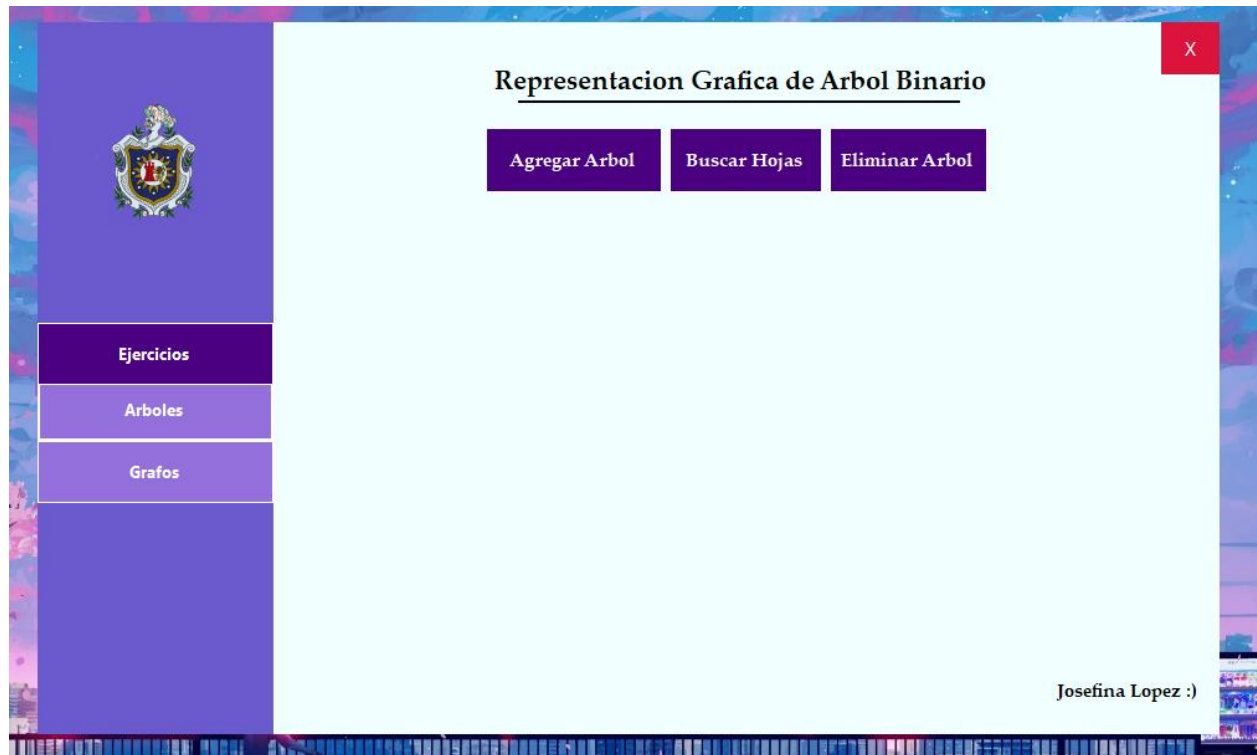 X
Representacion Grafica de Arbol Binario
Agregar Arbol
Buscar Hojas
Eliminar Arbol
Ejercicios
Arboles
Grafos
Josefina Lopez :)